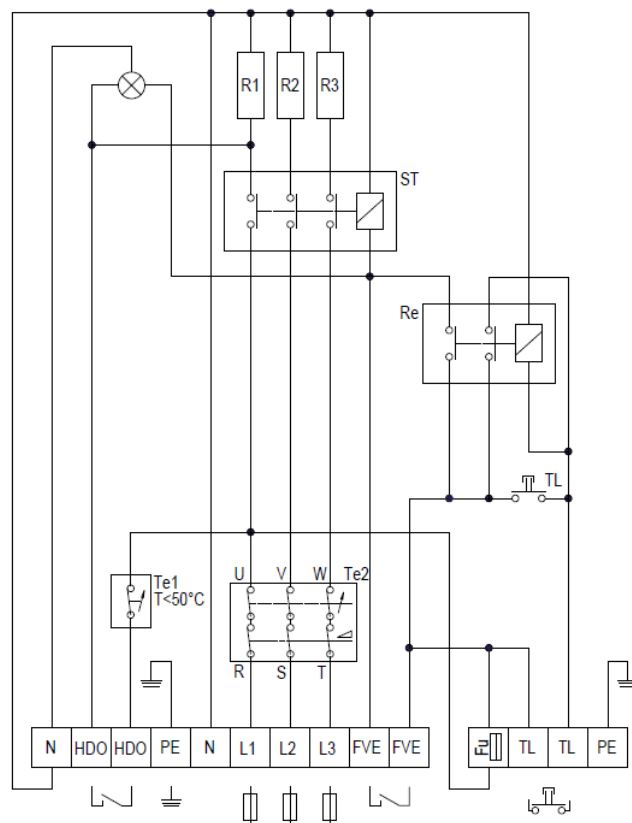 R1 R2 R3
ST
Re
TL
Te1
T<50°C
U V W Te2
R S T
N HDO HDO PE N L1 L2 L3 FVE FVE Fu TL TL PE